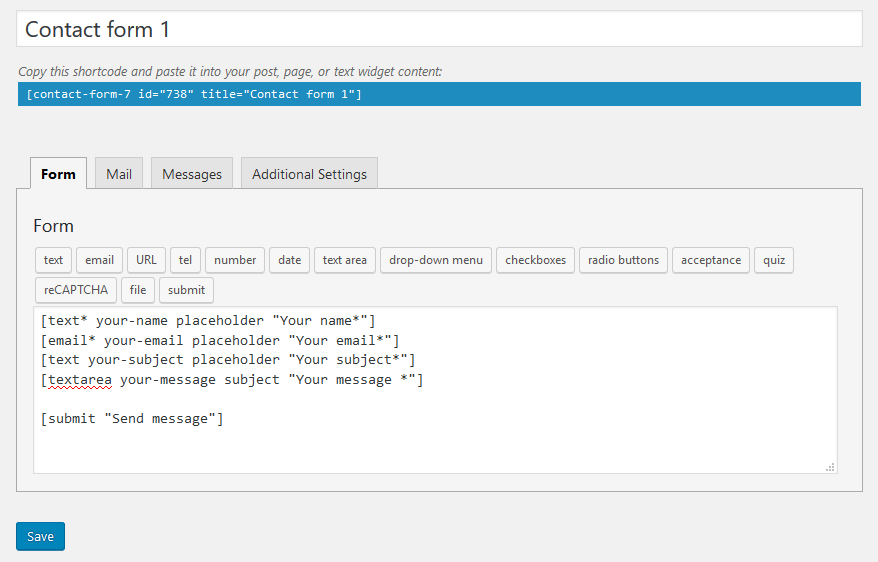 Contact form 1
Copy this shortcode and paste it into your post, page, or text widget content:
[contact-form-7 id="738" title="Contact form 1"]
Form Mail Messages Additional Settings
Form
text email URL tel number date text area drop-down menu checkboxes radio buttons acceptance quiz
reCAPTCHA file submit
[text* your-name placeholder "Your name*"]
[email* your-email placeholder "Your email*"]
[text your-subject placeholder "Your subject*"]
[textarea your-message subject "Your message *"]
[submit "Send message"]
Save